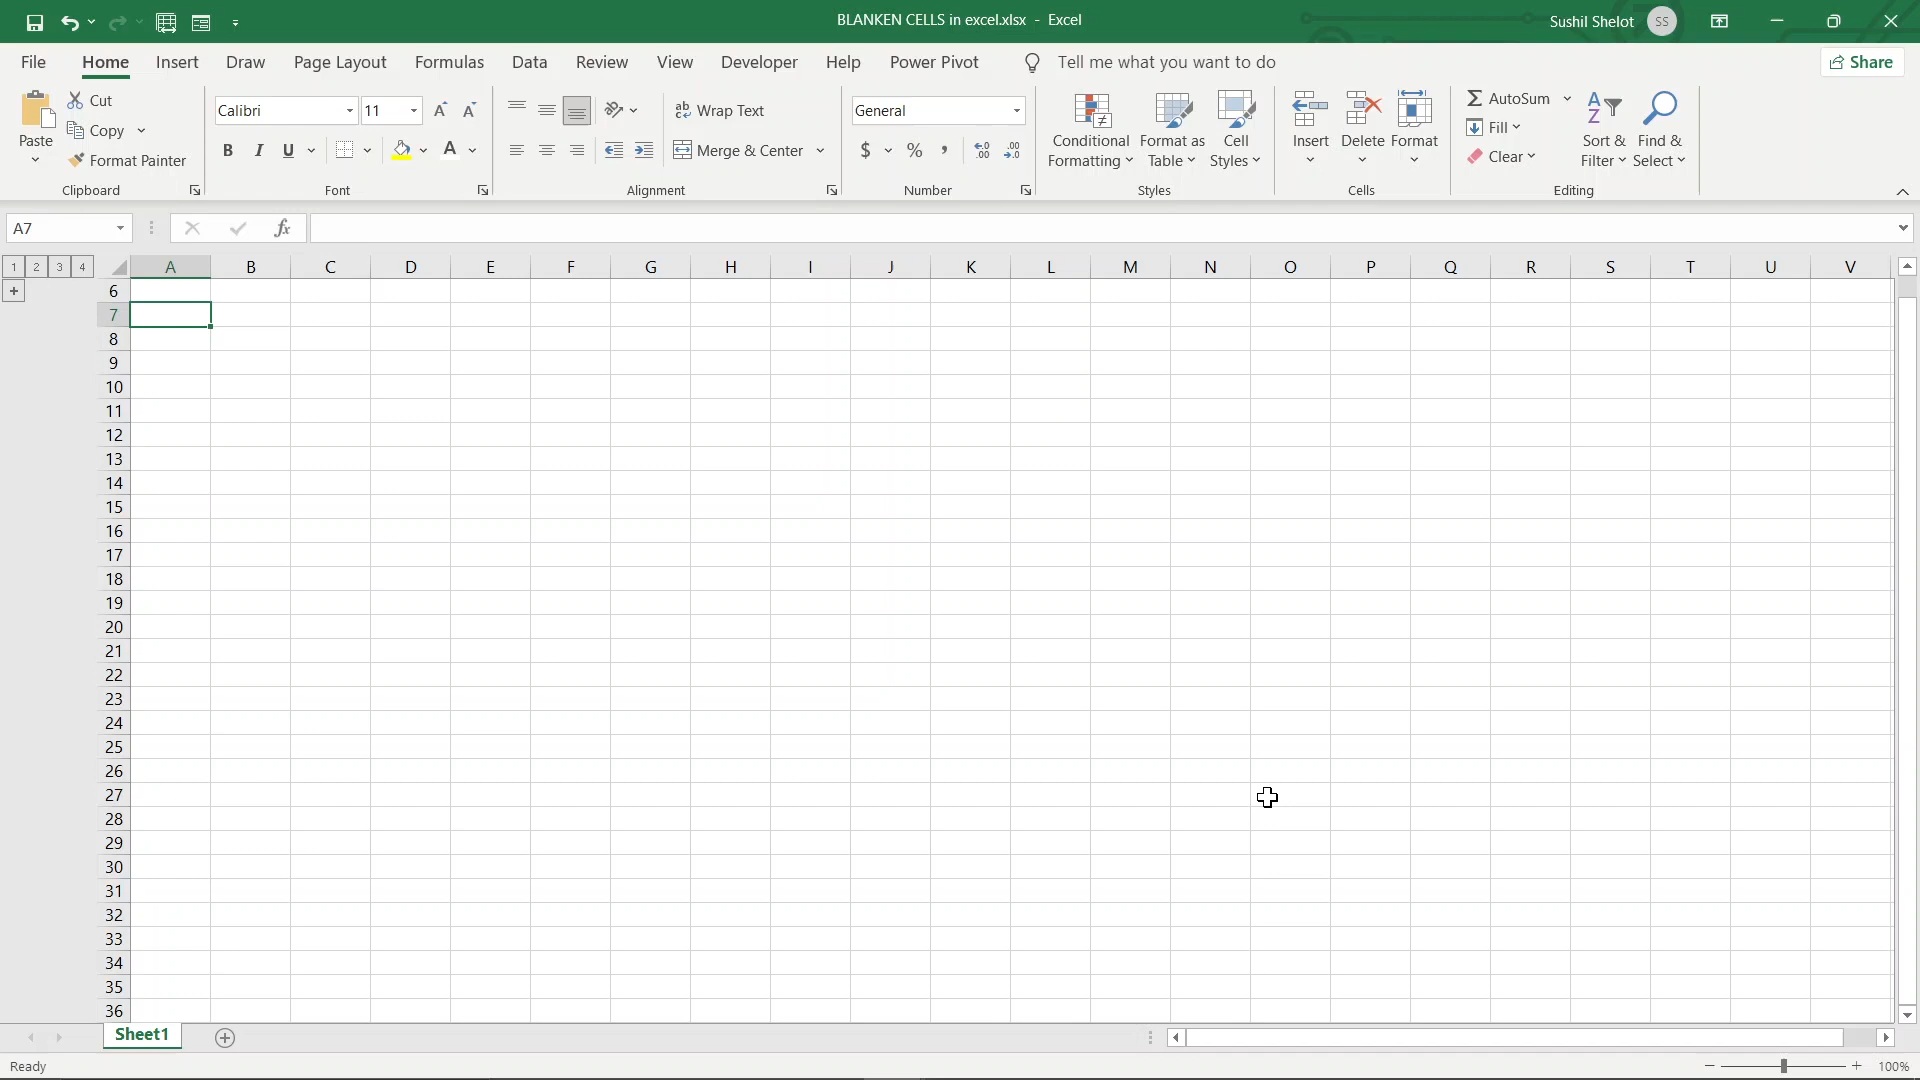 BLANKEN CELLS in excel.xlsx - Excel
Sushil Shelot SS
File Home Insert Draw Page Layout Formulas Data Review View Developer Help Power Pivot Tell me what you want to do Share
Paste
Cut
Copy
Format Painter
Clipboard
Calibri 11
B I U A
Font
Wrap Text
Merge & Center
Alignment
General
$ % ,
Number
Conditional Formatting
Format as Table
Cell Styles
Styles
Insert Delete Format
Cells
AutoSum
Fill
Clear
Sort & Filter
Find & Select
Editing
A7 fx
1 2 3 4 A B C D E F G H I J K L M N O P Q R S T U V
6
7
8
9
10
11
12
13
14
15
16
17
18
19
20
21
22
23
24
25
26
27
28
29
30
31
32
33
34
35
36
Sheet1
Ready 100%